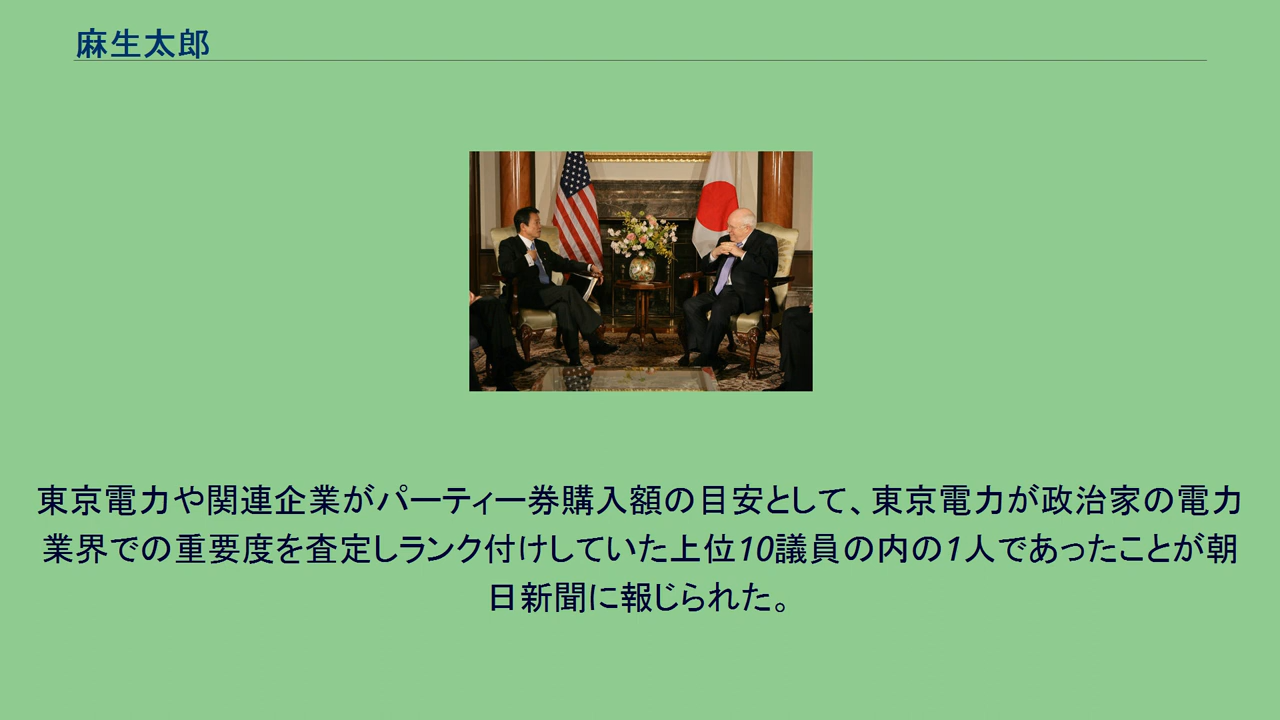 麻生太郎
東京電力や関連企業がパーティー券購入額の目安として、東京電力が政治家の電力
業界での重要度を査定しランク付けしていた上位10議員の内の1人であったことが朝
日新聞に報じられた。